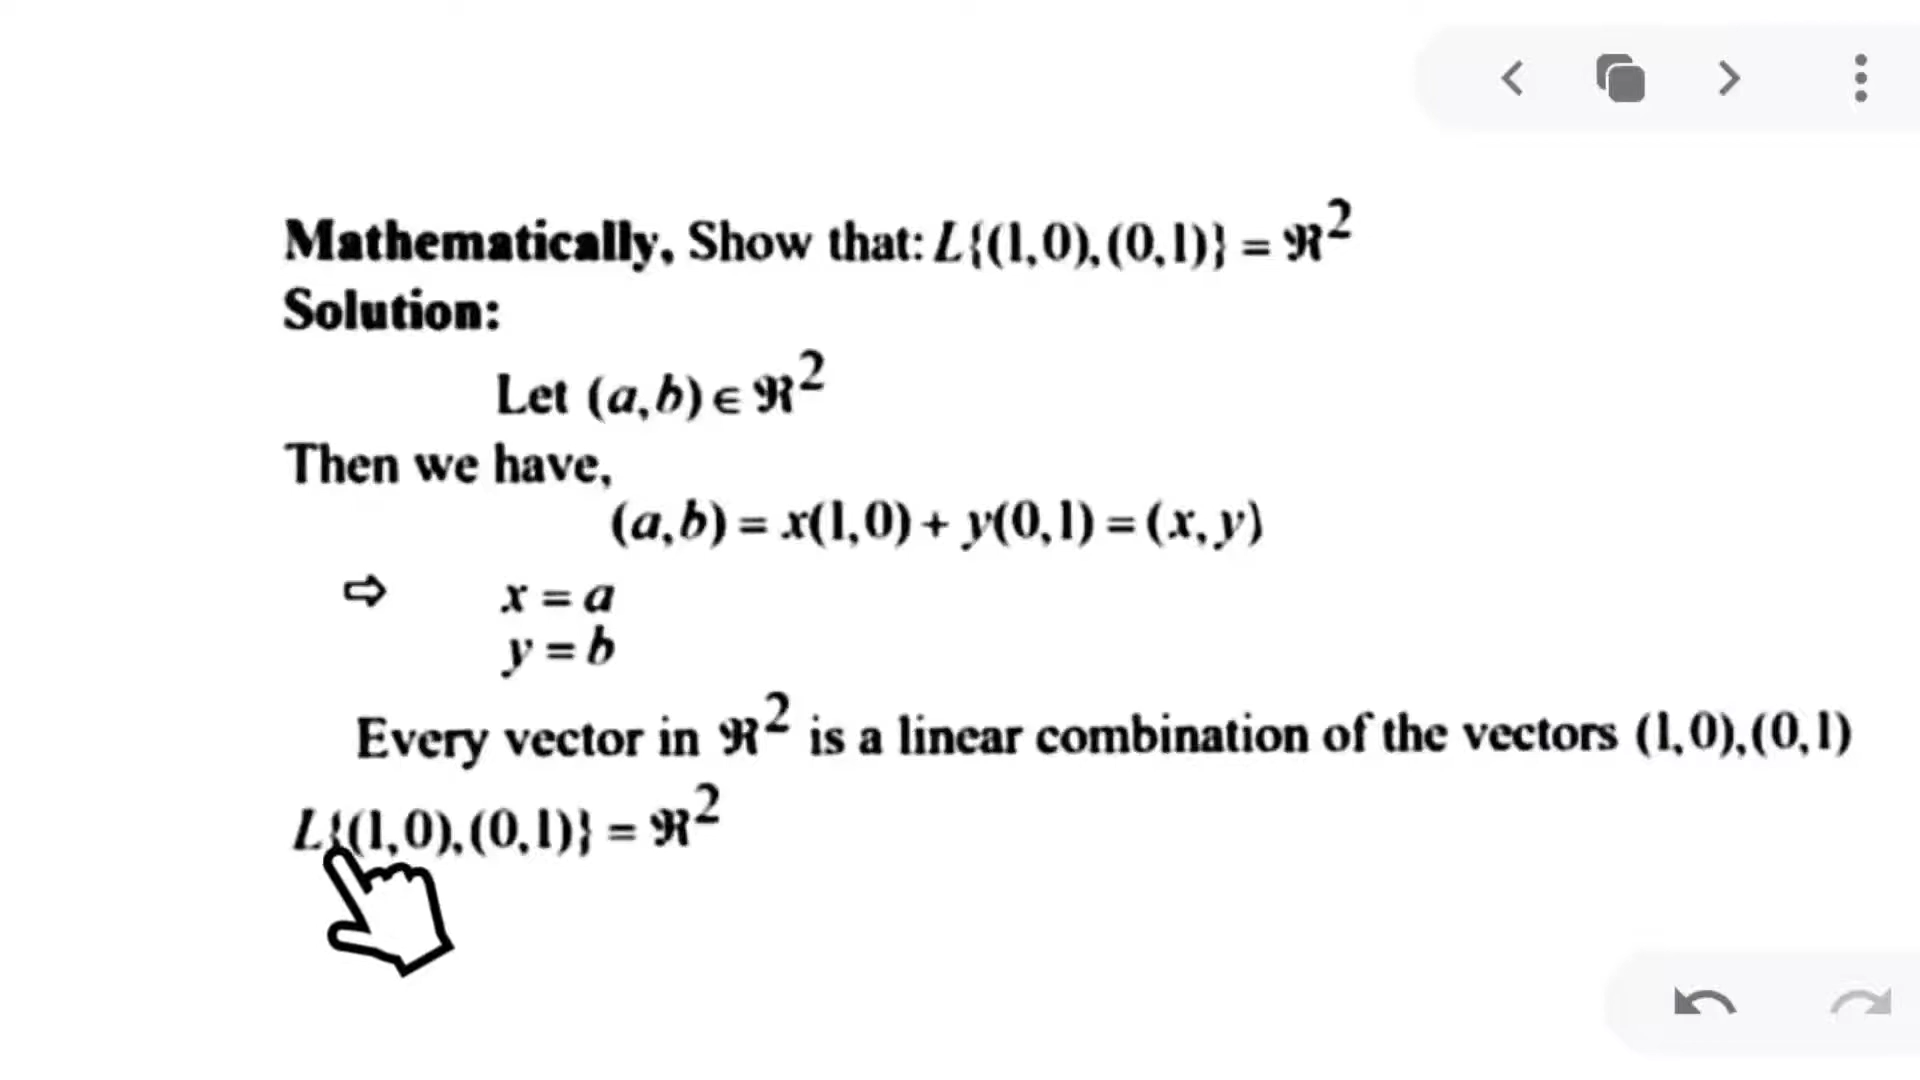 Mathematically, Show that: L{(1,0),(0,1)} = ℜ²
Solution:
Let (a,b) ∈ ℜ²
Then we have,
(a,b) = x(1,0) + y(0,1) = (x,y)
⇨ x = a
y = b
Every vector in ℜ² is a linear combination of the vectors (1,0),(0,1)
L{(1,0),(0,1)} = ℜ²